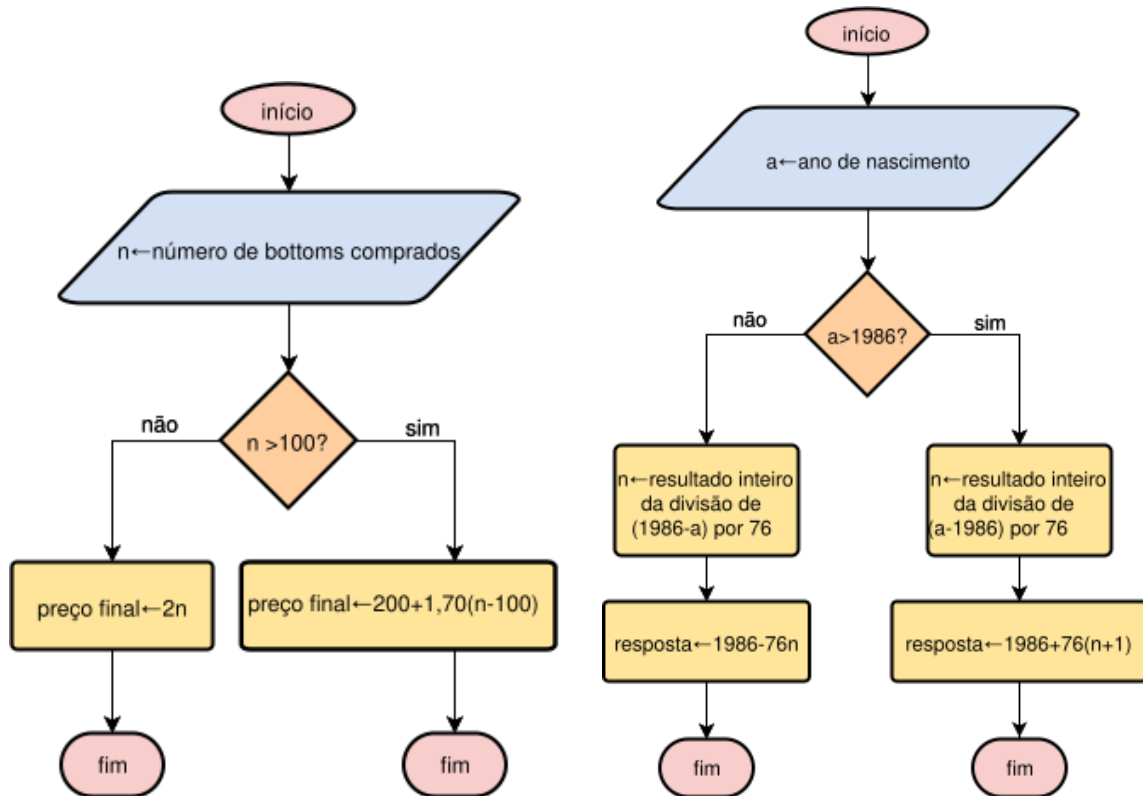 início
n←número de bottoms comprados
n >100?
não
sim
preço final←2n
preço final←200+1,70(n-100)
fim
fim
início
a←ano de nascimento
a>1986?
não
sim
n←resultado inteiro
da divisão de
(1986-a) por 76
n←resultado inteiro
da divisão de
(a-1986) por 76
resposta←1986-76n
resposta←1986+76(n+1)
fim
fim